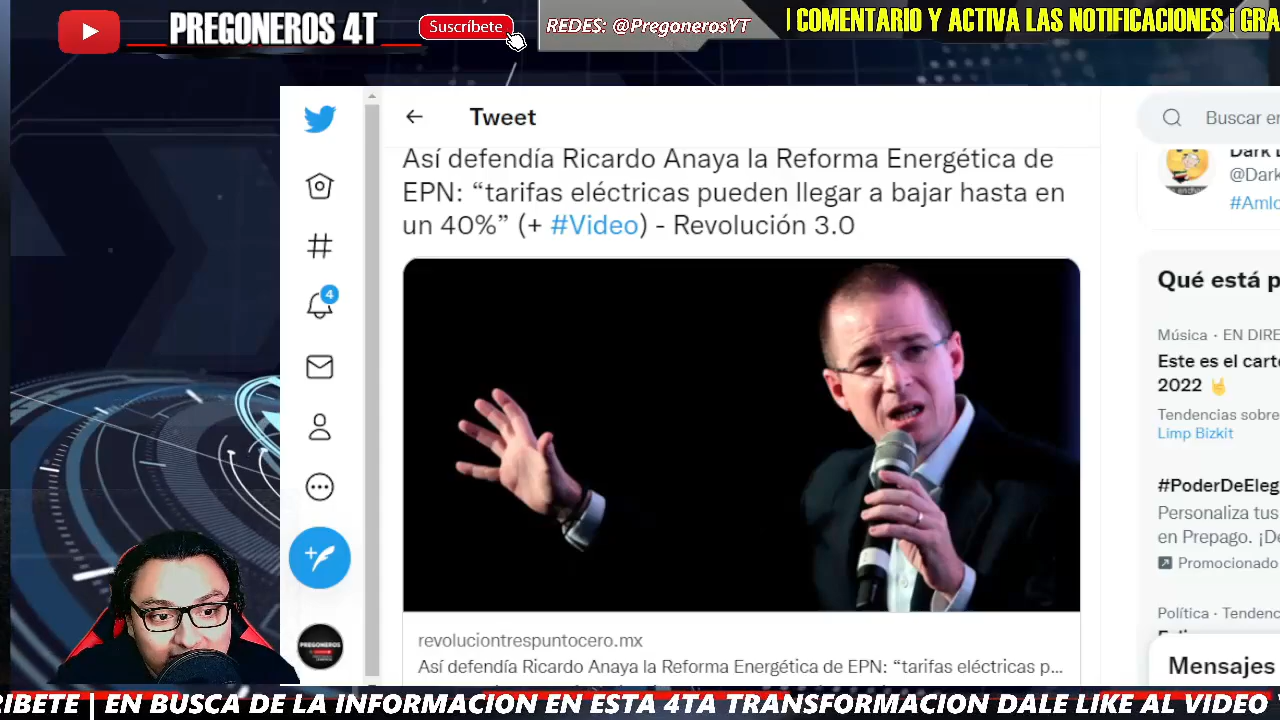 PREGONEROS 4T
Suscríbete
REDES: @PregonerosYT
| COMENTARIO Y ACTIVA LAS NOTIFICACIONES ¡ GRA
Tweet
Buscar en
Así defendía Ricardo Anaya la Reforma Energética de
EPN: “tarifas eléctricas pueden llegar a bajar hasta en
un 40%” (+ #Video) - Revolución 3.0
Dark
@Dark
#Amlo
4
Qué está p
Música · EN DIRE
Este es el carte
2022 🤘
Tendencias sobre
Limp Bizkit
#PoderDeEleg
Personaliza tus
en Prepago. ¡De
Promocionado
Política · Tendenc
Mensajes
PREGONEROS
revoluciontrespuntocero.mx
Así defendía Ricardo Anaya la Reforma Energética de EPN: “tarifas eléctricas p...
RIBETE | EN BUSCA DE LA INFORMACION EN ESTA 4TA TRANSFORMACION DALE LIKE AL VIDEO